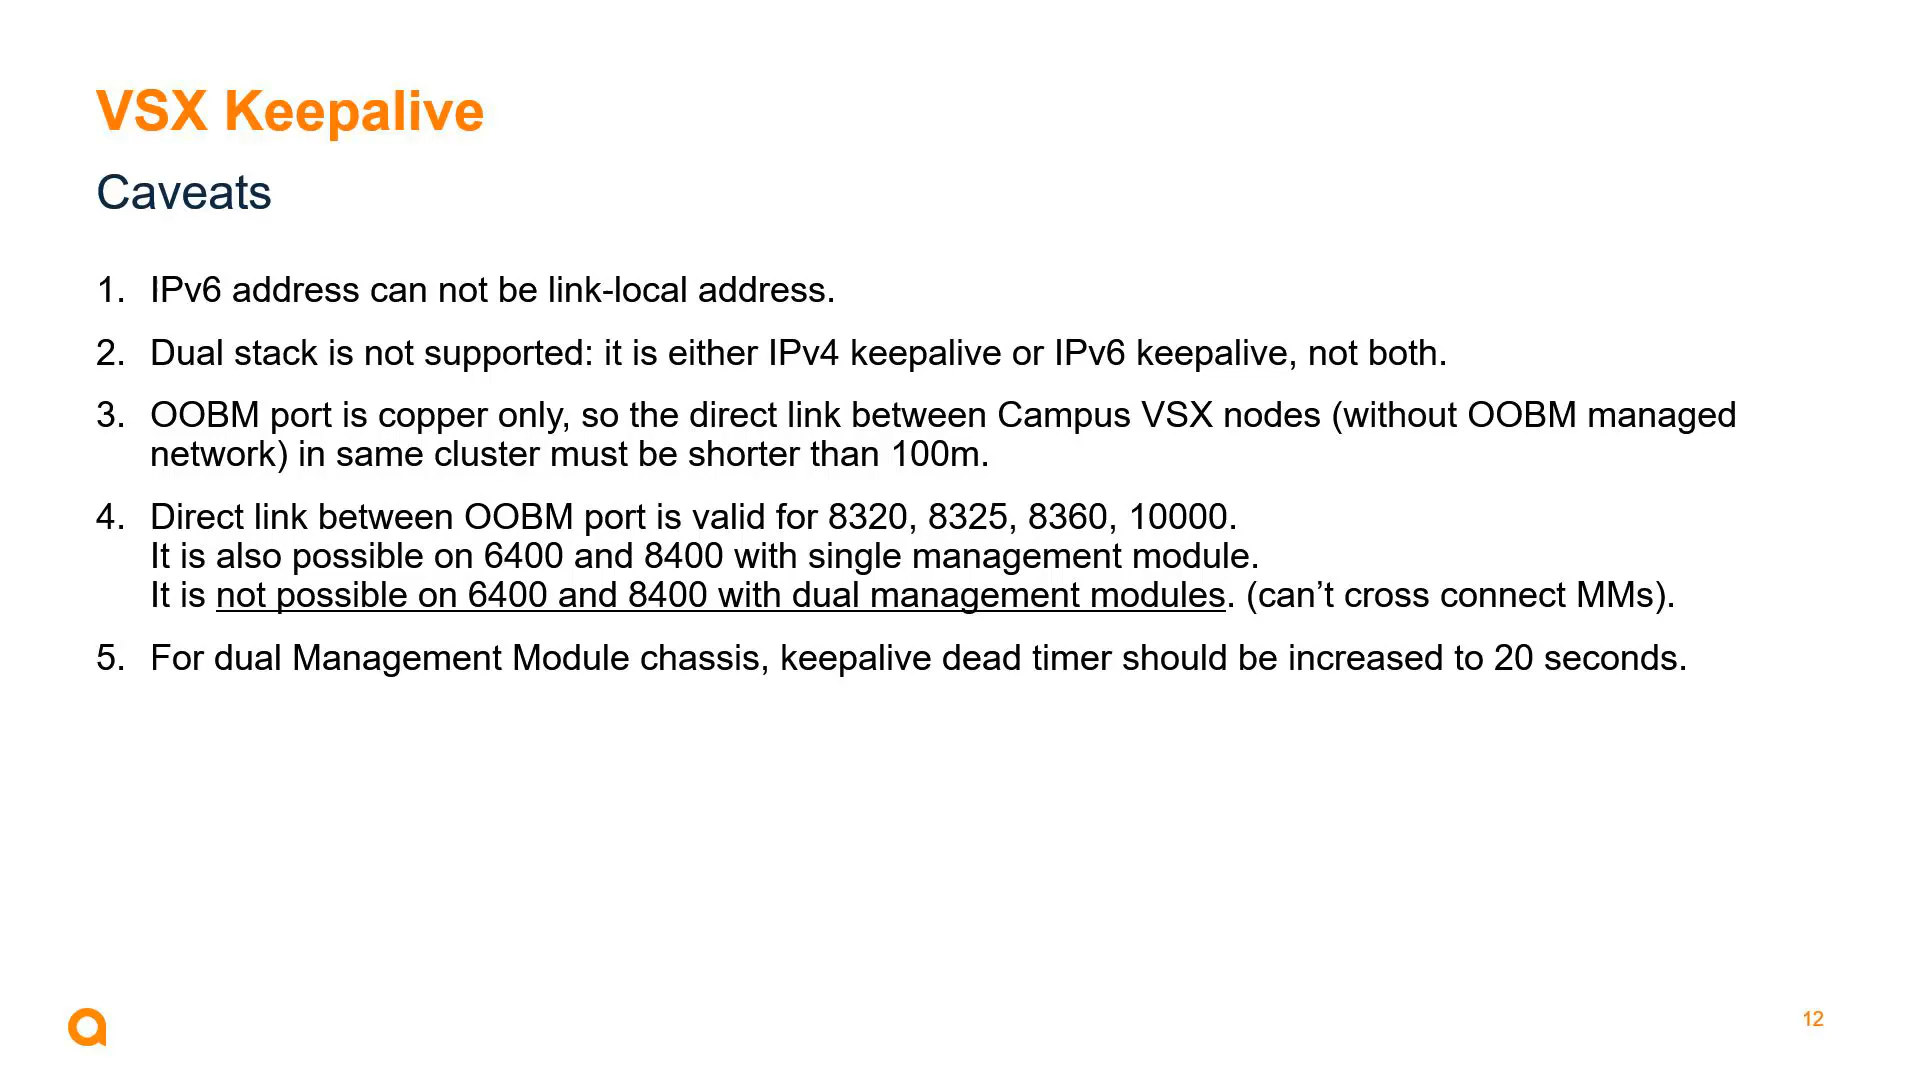 VSX Keepalive
Caveats
1. IPv6 address can not be link-local address.
2. Dual stack is not supported: it is either IPv4 keepalive or IPv6 keepalive, not both.
3. OOBM port is copper only, so the direct link between Campus VSX nodes (without OOBM managed
network) in same cluster must be shorter than 100m.
4. Direct link between OOBM port is valid for 8320, 8325, 8360, 10000.
It is also possible on 6400 and 8400 with single management module.
It is not possible on 6400 and 8400 with dual management modules. (can’t cross connect MMs).
5. For dual Management Module chassis, keepalive dead timer should be increased to 20 seconds.
12